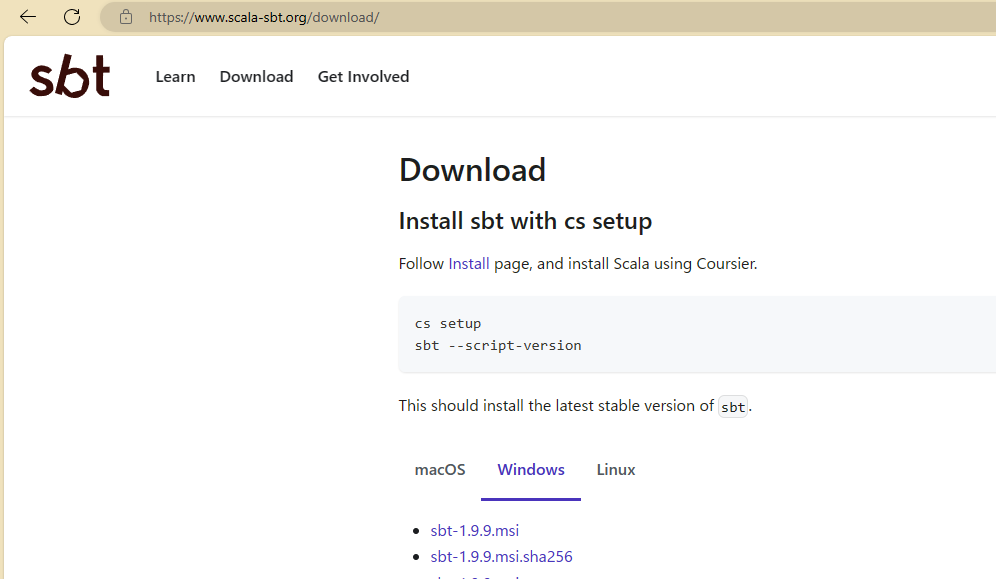 https://www.scala-sbt.org/download/
sbt Learn Download Get Involved
Download
Install sbt with cs setup
Follow Install page, and install Scala using Coursier.
cs setup
sbt --script-version
This should install the latest stable version of sbt.
macOS Windows Linux
sbt-1.9.9.msi
sbt-1.9.9.msi.sha256